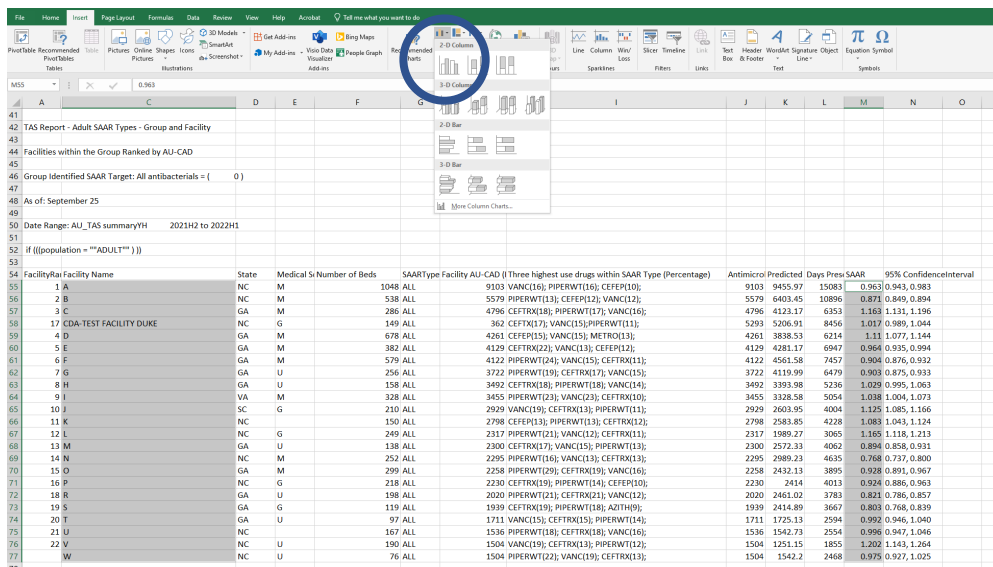 File Home Insert Page Layout Formulas Data Review View Help Acrobat Tell me what you want to do
PivotTable Recommended PivotTables Table Pictures Online Pictures Shapes Icons 3D Models SmartArt Screenshot Get Add-ins My Add-ins Visio Data Visualizer Bing Maps People Graph Line Column Win/Loss Slicer Timeline Link Text Box Header & Footer WordArt Signature Line Object Equation Symbol
Tables Illustrations Add-ins Sparklines Filters Links Text Symbols
2-D Column
3-D Column
2-D Bar
3-D Bar
More Column Charts...
M55 0.963
A C D E F G I J K L M N O
41
42 TAS Report - Adult SAAR Types - Group and Facility
43
44 Facilities within the Group Ranked by AU-CAD
45
46 Group Identified SAAR Target: All antibacterials = ( 0 )
47
48 As of: September 25
49
50 Date Range: AU_TAS summaryYH 2021H2 to 2022H1
51
52 if (((population = ""ADULT"" ) ))
53
54 FacilityRa Facility Name State Medical S Number of Beds SAARType Facility AU-CAD (I Three highest use drugs within SAAR Type (Percentage) Antimicrol Predicted Days Prese SAAR 95% ConfidenceInterval
55 1 A NC M 1048 ALL 9103 VANC(16); PIPERWT(16); CEFEP(10); 9103 9455.97 15083 0.963 0.943, 0.983
56 2 B NC M 538 ALL 5579 PIPERWT(13); CEFEP(12); VANC(12); 5579 6403.45 10896 0.871 0.849, 0.894
57 3 C GA M 286 ALL 4796 CEFTRX(18); PIPERWT(17); VANC(16); 4796 4123.17 6353 1.163 1.131, 1.196
58 17 CDA-TEST FACILITY DUKE NC G 149 ALL 362 CEFTX(17); VANC(15);PIPERWT(11); 5293 5206.91 8456 1.017 0.989, 1.044
59 4 D GA M 678 ALL 4261 CEFEP(15); VANC(15); METRO(13); 4261 3838.53 6214 1.11 1.077, 1.144
60 5 E GA M 382 ALL 4129 CEFTRX(22); VANC(13); CEFEP(12); 4129 4281.17 6947 0.964 0.935, 0.994
61 6 F GA M 579 ALL 4122 PIPERWT(24); VANC(15); CEFTRX(11); 4122 4561.58 7457 0.904 0.876, 0.932
62 7 G GA U 256 ALL 3722 PIPERWT(19); CEFTRX(17); VANC(15); 3722 4119.99 6479 0.903 0.875, 0.933
63 8 H GA U 158 ALL 3492 CEFTRX(18); PIPERWT(18); VANC(14); 3492 3393.98 5236 1.029 0.995, 1.063
64 9 I VA M 328 ALL 3455 PIPERWT(23); VANC(23); CEFTRX(10); 3455 3328.58 5054 1.038 1.004, 1.073
65 10 J SC G 210 ALL 2929 VANC(19); CEFTRX(13); PIPERWT(11); 2929 2603.95 4004 1.125 1.085, 1.166
66 11 K NC 150 ALL 2798 CEFEP(13); PIPERWT(13); CEFTRX(12); 2798 2583.85 4228 1.083 1.043, 1.124
67 12 L NC G 249 ALL 2317 PIPERWT(21); VANC(12); CEFTRX(11); 2317 1989.27 3065 1.165 1.118, 1.213
68 13 M GA U 138 ALL 2300 CEFTRX(17); VANC(15); PIPERWT(13); 2300 2572.33 4062 0.894 0.858, 0.931
69 14 N NC M 252 ALL 2295 PIPERWT(16); VANC(13); CEFTRX(13); 2295 2989.23 4635 0.768 0.737, 0.800
70 15 O GA M 299 ALL 2258 PIPERWT(29); CEFTRX(19); VANC(16); 2258 2432.13 3895 0.928 0.891, 0.967
71 16 P NC G 218 ALL 2230 CEFTRX(19); PIPERWT(14); CEFEP(10); 2230 2414 4013 0.924 0.886, 0.963
72 18 R GA U 198 ALL 2020 PIPERWT(21); CEFTRX(21); VANC(12); 2020 2461.02 3783 0.821 0.786, 0.857
73 19 S GA G 119 ALL 1939 CEFTRX(19); PIPERWT(18); AZITH(9); 1939 2414.89 3667 0.803 0.768, 0.839
74 20 T GA U 97 ALL 1711 VANC(15); CEFTRX(15); PIPERWT(14); 1711 1725.13 2594 0.992 0.946, 1.040
75 21 U NC 167 ALL 1536 PIPERWT(18); CEFTRX(18); VANC(16); 1536 1542.73 2554 0.996 0.947, 1.046
76 22 V NC U 190 ALL 1504 VANC(19); CEFTRX(13); PIPERWT(12); 1504 1251.15 1855 1.202 1.143, 1.264
77 W NC U 76 ALL 1504 PIPERWT(22); VANC(19); CEFTRX(13); 1504 1542.2 2468 0.975 0.927, 1.025